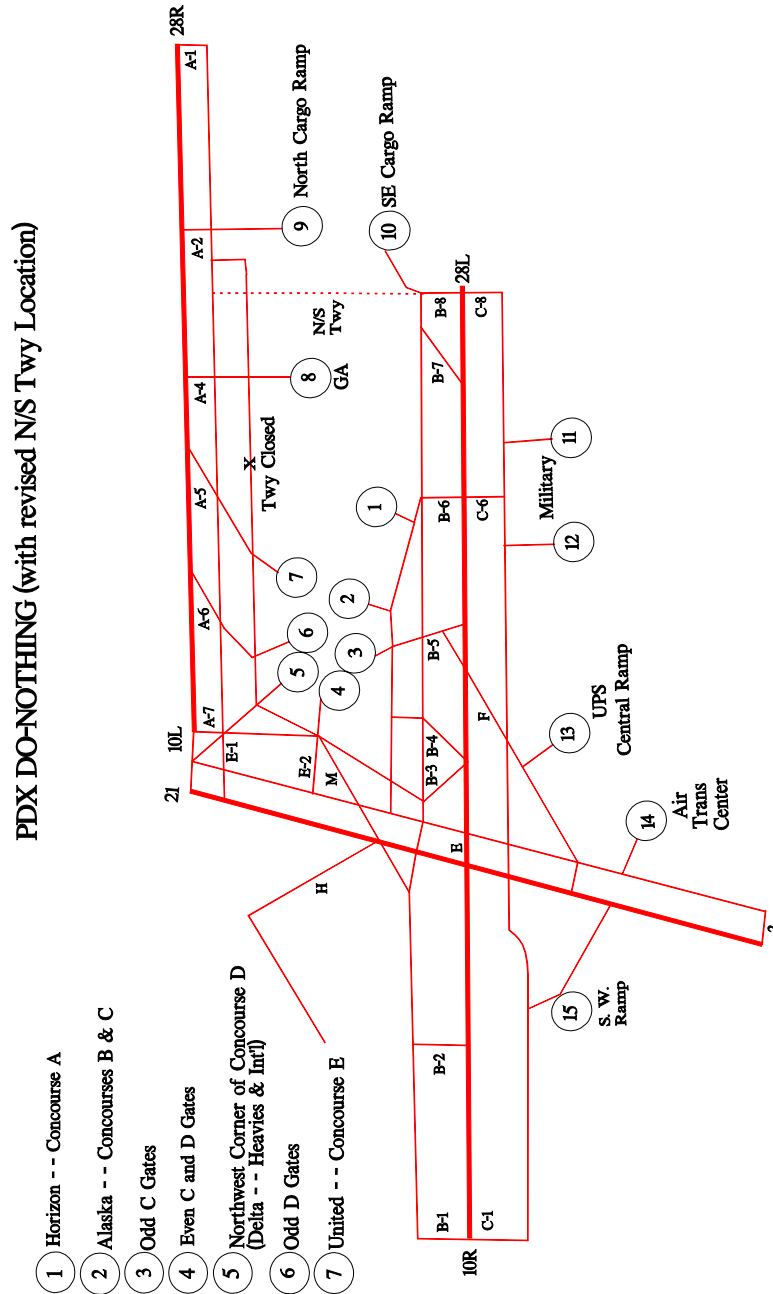 PDX DO-NOTHING (with revised N/S Twy Location)
1 Horizon - - Concourse A
2 Alaska - - Concourses B & C
3 Odd C Gates
4 Even C and D Gates
5 Northwest Corner of Concourse D
(Delta - - Heavies & Int'l)
6 Odd D Gates
7 United - - Concourse E
28R
A-1
A-2
A-4
A-5
A-6
A-7
10L
21
9
North Cargo Ramp
10
SE Cargo Ramp
N/S
Twy
8
GA
X
Twy Closed
7
6
5
4
3
2
1
E-1
E-2
M
H
28L
B-8
B-7
B-6
B-5
B-4
B-3
B-2
B-1
10R
C-8
C-6
C-1
E
F
11
Military
12
13
UPS
Central Ramp
14
Air
Trans
Center
15
S. W.
Ramp